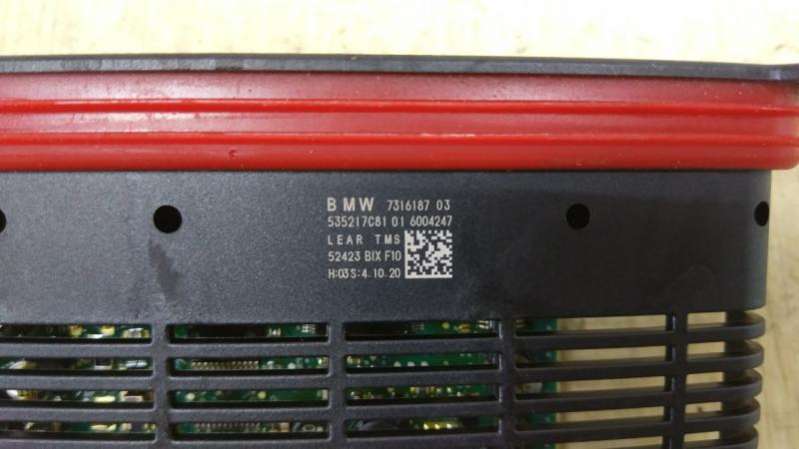 BMW 7316187 03
535217C81 01 6004247
LEAR TMS
52423 BIX F10
H:03 S:4.10.20